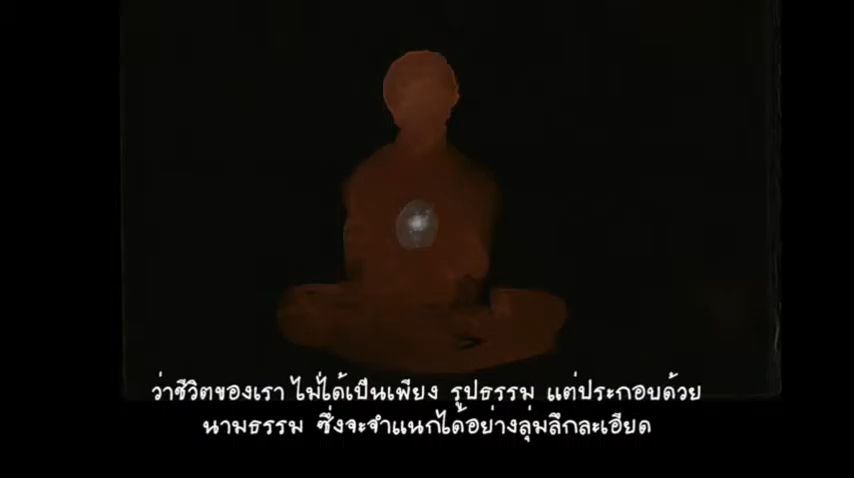 ว่าชีวิตของเรา ไม่ได้เป็นเพียง รูปธรรม แต่ประกอบด้วย
นามธรรม ซึ่งจะจำแนกได้อย่างลุ่มลึกละเอียด